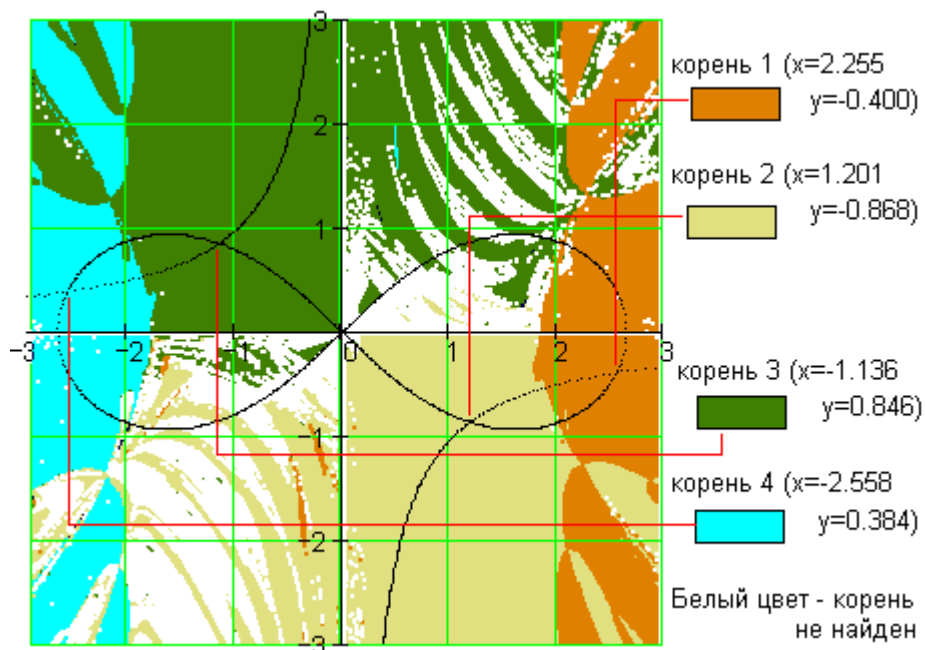 3
2
1
-3
-2
-1
0
1
2
3
-1
-2
-3
корень 1 (x=2.255
y=-0.400)
корень 2 (x=1.201
y=-0.868)
корень 3 (x=-1.136
y=0.846)
корень 4 (x=-2.558
y=0.384)
Белый цвет - корень
не найден